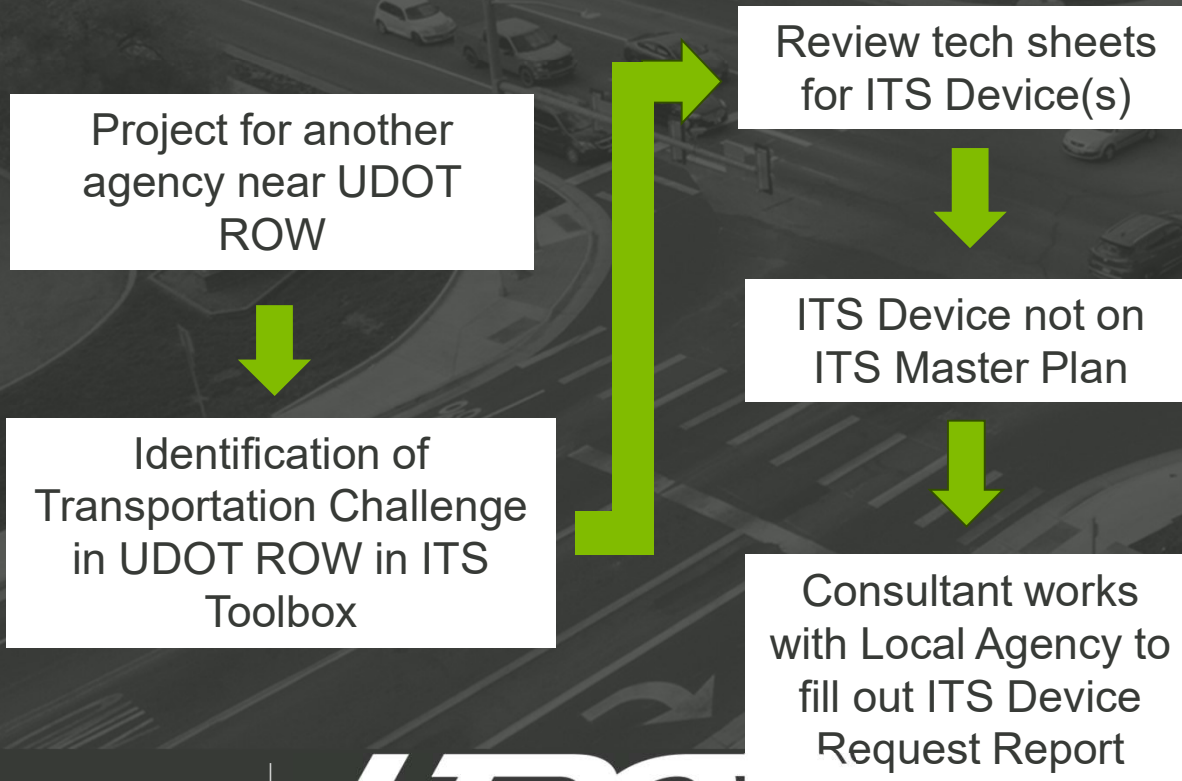 Project for another
agency near UDOT
ROW
Identification of
Transportation Challenge
in UDOT ROW in ITS
Toolbox
Review tech sheets
for ITS Device(s)
ITS Device not on
ITS Master Plan
Consultant works
with Local Agency to
fill out ITS Device
Request Report